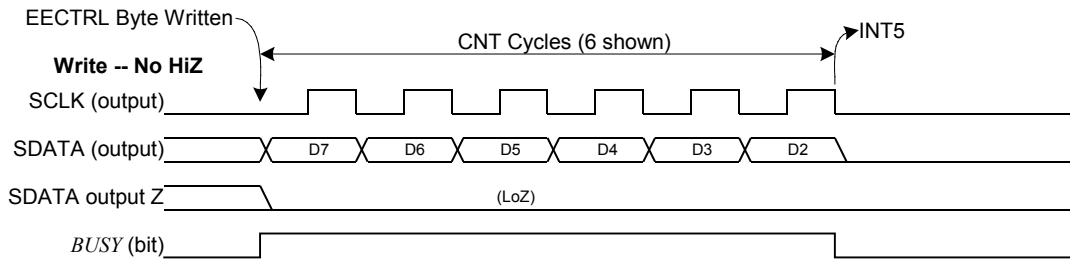 EECTRL Byte Written
INT5
CNT Cycles (6 shown)
Write -- No HiZ
SCLK (output)
SDATA (output)
D7 D6 D5 D4 D3 D2
SDATA output Z
(LoZ)
BUSY (bit)